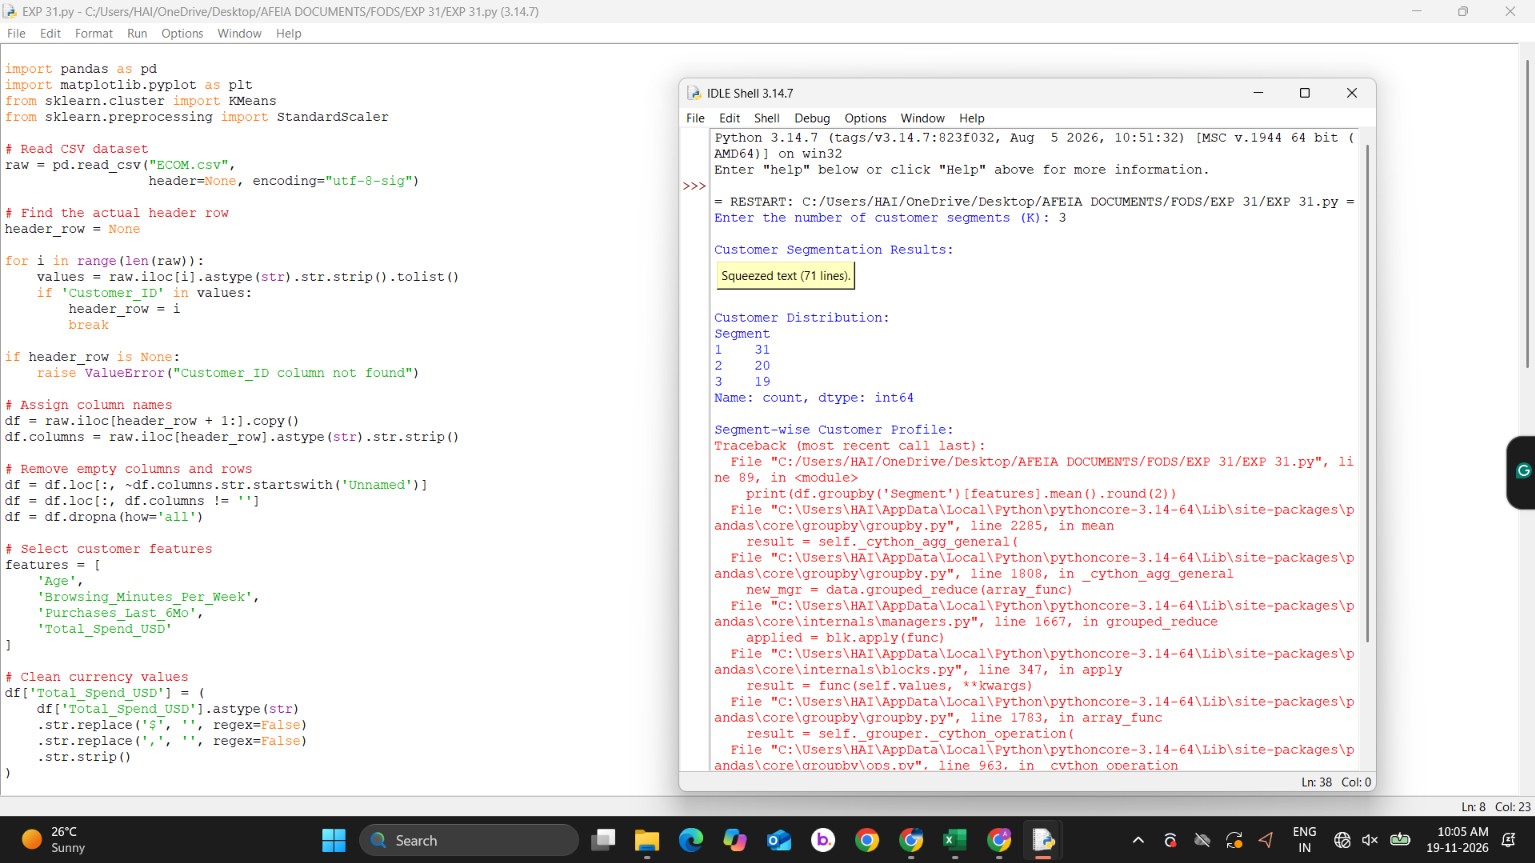 EXP 31.py - C:/Users/HAI/OneDrive/Desktop/AFEIA DOCUMENTS/FODS/EXP 31/EXP 31.py (3.14.7)
File Edit Format Run Options Window Help
import pandas as pd
import matplotlib.pyplot as plt
from sklearn.cluster import KMeans
from sklearn.preprocessing import StandardScaler
# Read CSV dataset
raw = pd.read_csv("ECOM.csv",
header=None, encoding="utf-8-sig")
# Find the actual header row
header_row = None
for i in range(len(raw)):
values = raw.iloc[i].astype(str).str.strip().tolist()
if 'Customer_ID' in values:
header_row = i
break
if header_row is None:
raise ValueError("Customer_ID column not found")
# Assign column names
df = raw.iloc[header_row + 1:].copy()
df.columns = raw.iloc[header_row].astype(str).str.strip()
# Remove empty columns and rows
df = df.loc[:, ~df.columns.str.startswith('Unnamed')]
df = df.loc[:, df.columns != '']
df = df.dropna(how='all')
# Select customer features
features = [
'Age',
'Browsing_Minutes_Per_Week',
'Purchases_Last_6Mo',
'Total_Spend_USD'
]
# Clean currency values
df['Total_Spend_USD'] = (
df['Total_Spend_USD'].astype(str)
.str.replace('$', '', regex=False)
.str.replace(',', '', regex=False)
.str.strip()
)
IDLE Shell 3.14.7
File Edit Shell Debug Options Window Help
Python 3.14.7 (tags/v3.14.7:823f032, Aug  5 2026, 10:51:32) [MSC v.1944 64 bit (
AMD64)] on win32
Enter "help" below or click "Help" above for more information.
>>>
= RESTART: C:/Users/HAI/OneDrive/Desktop/AFEIA DOCUMENTS/FODS/EXP 31/EXP 31.py =
Enter the number of customer segments (K): 3
Customer Segmentation Results:
Squeezed text (71 lines).
Customer Distribution:
Segment
1    31
2    20
3    19
Name: count, dtype: int64
Segment-wise Customer Profile:
Traceback (most recent call last):
File "C:/Users/HAI/OneDrive/Desktop/AFEIA DOCUMENTS/FODS/EXP 31/EXP 31.py", li
ne 89, in <module>
print(df.groupby('Segment')[features].mean().round(2))
File "C:\Users\HAI\AppData\Local\Python\pythoncore-3.14-64\Lib\site-packages\p
andas\core\groupby\groupby.py", line 2285, in mean
result = self._cython_agg_general(
File "C:\Users\HAI\AppData\Local\Python\pythoncore-3.14-64\Lib\site-packages\p
andas\core\groupby\groupby.py", line 1808, in _cython_agg_general
new_mgr = data.grouped_reduce(array_func)
File "C:\Users\HAI\AppData\Local\Python\pythoncore-3.14-64\Lib\site-packages\p
andas\core\internals\managers.py", line 1667, in grouped_reduce
applied = blk.apply(func)
File "C:\Users\HAI\AppData\Local\Python\pythoncore-3.14-64\Lib\site-packages\p
andas\core\internals\blocks.py", line 347, in apply
result = func(self.values, **kwargs)
File "C:\Users\HAI\AppData\Local\Python\pythoncore-3.14-64\Lib\site-packages\p
andas\core\groupby\groupby.py", line 1783, in array_func
result = self._grouper._cython_operation(
File "C:\Users\HAI\AppData\Local\Python\pythoncore-3.14-64\Lib\site-packages\p
andas\core\groupby\ops.py", line 963, in _cython_operation
Ln: 38 Col: 0
Ln: 8 Col: 23
26°C
Sunny
Search
b.
ENG
IN
10:05 AM
19-11-2026